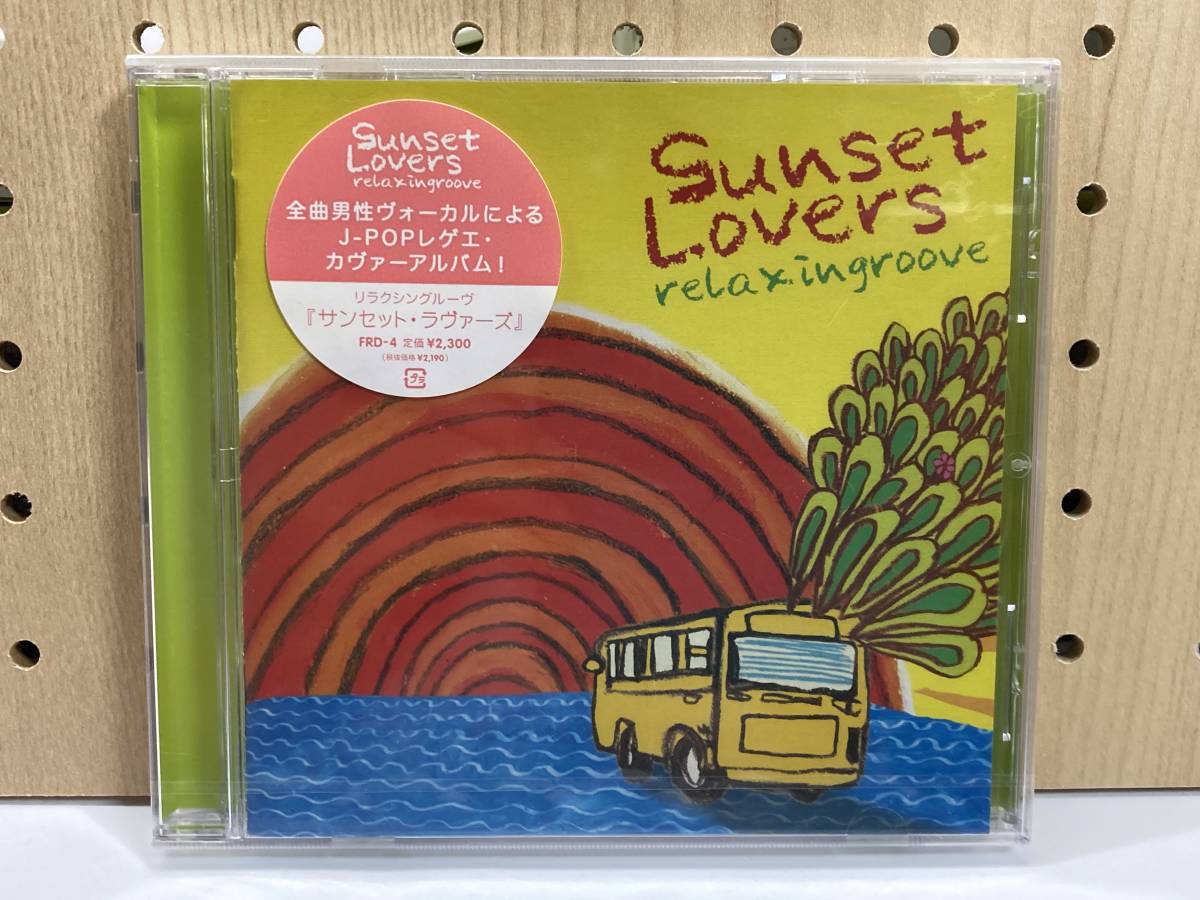 Sunset
Lovers
relaxingroove
全曲男性ヴォーカルによる
J-POPレゲエ・
カヴァーアルバム!
リラクシングルーヴ
『サンセット・ラヴァーズ』
FRD-4 定価¥2,300
(税抜価格¥2,190)
プラ
Sunset
Lovers
relaxingroove